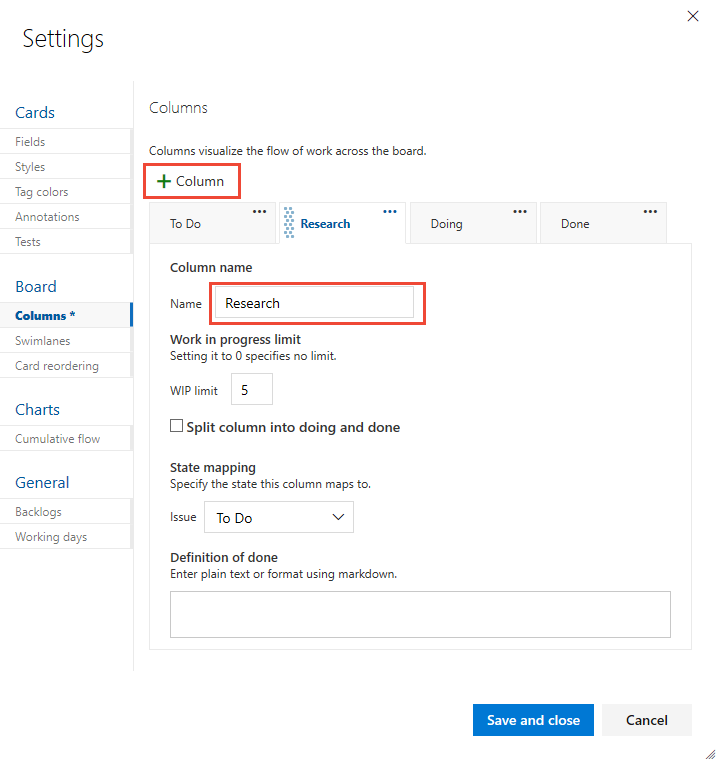 Settings
Cards
Fields
Styles
Tag colors
Annotations
Tests
Board
Columns *
Swimlanes
Card reordering
Charts
Cumulative flow
General
Backlogs
Working days
Columns
Columns visualize the flow of work across the board.
+ Column
To Do ... Research ... Doing ... Done ...
Column name
Name Research
Work in progress limit
Setting it to 0 specifies no limit.
WIP limit 5
Split column into doing and done
State mapping
Specify the state this column maps to.
Issue To Do
Definition of done
Enter plain text or format using markdown.
Save and close Cancel